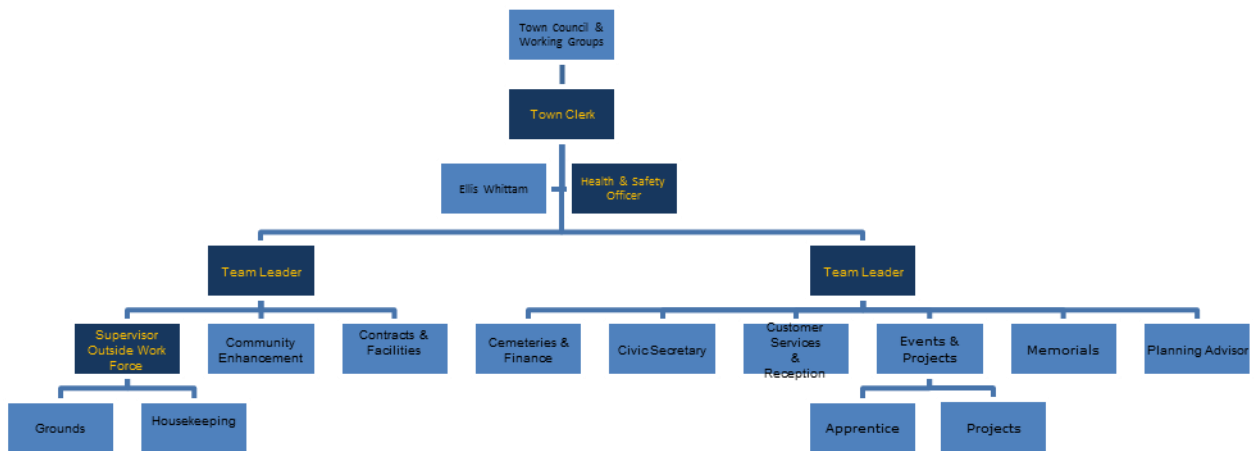 Town Council &
Working Groups
Town Clerk
Ellis Whittam
Health & Safety
Officer
Team Leader
Team Leader
Supervisor
Outside Work
Force
Community
Enhancement
Contracts &
Facilities
Cemeteries &
Finance
Civic Secretary
Customer
Services
&
Reception
Events &
Projects
Memorials
Planning Advisor
Grounds
Housekeeping
Apprentice
Projects